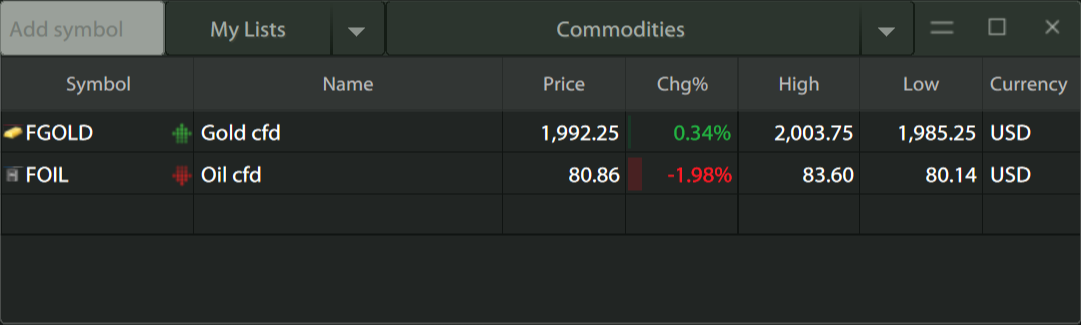 Add symbol My Lists Commodities
Symbol Name Price Chg% High Low Currency
FGOLD Gold cfd 1,992.25 0.34% 2,003.75 1,985.25 USD
FOIL Oil cfd 80.86 -1.98% 83.60 80.14 USD